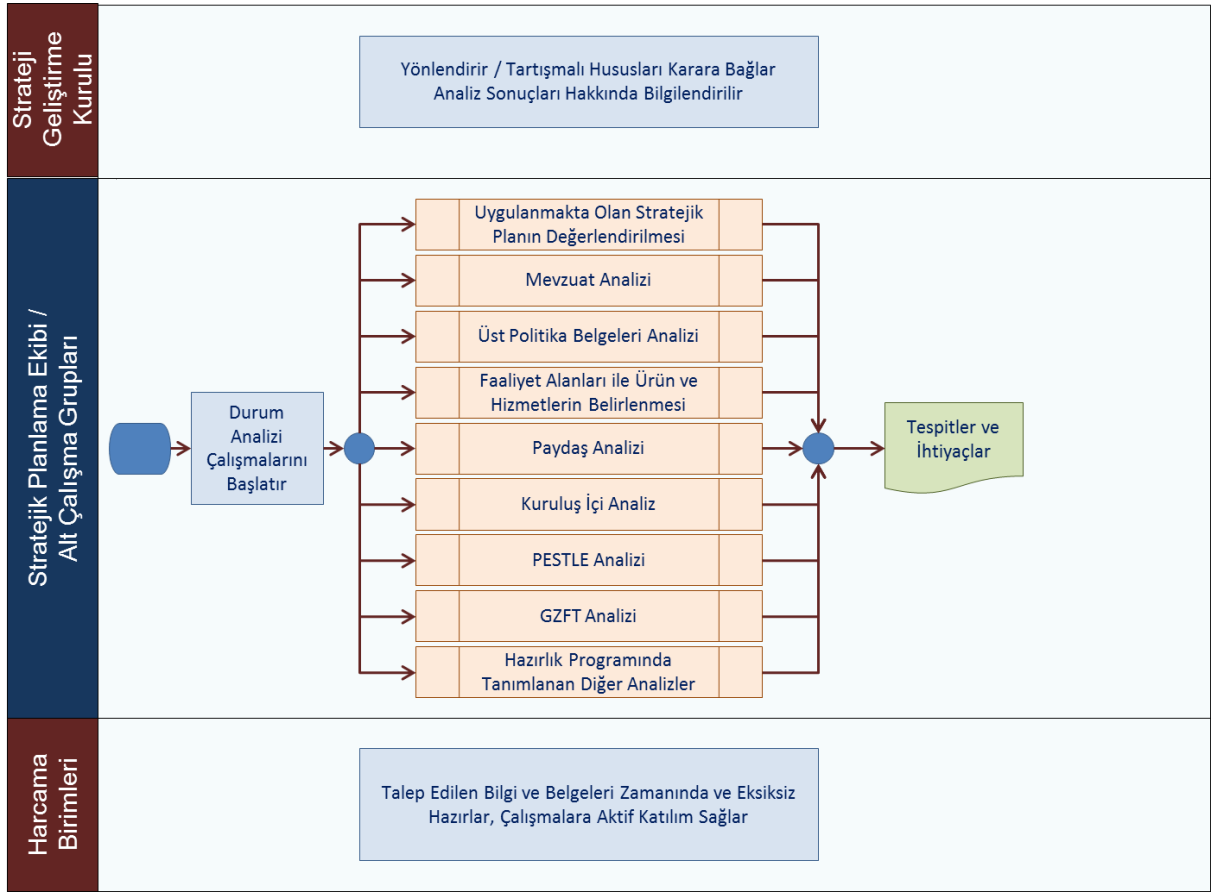 Strateji
Geliştirme
Kurulu
Yönlendirir / Tartışmalı Hususları Karara Bağlar
Analiz Sonuçları Hakkında Bilgilendirilir
Stratejik Planlama Ekibi /
Alt Çalışma Grupları
Durum
Analizi
Çalışmalarını
Başlatır
Uygulanmakta Olan Stratejik
Planın Değerlendirilmesi
Mevzuat Analizi
Üst Politika Belgeleri Analizi
Faaliyet Alanları ile Ürün ve
Hizmetlerin Belirlenmesi
Paydaş Analizi
Kuruluş İçi Analiz
PESTLE Analizi
GZFT Analizi
Hazırlık Programında
Tanımlanan Diğer Analizler
Tespitler ve
İhtiyaçlar
Harcama
Birimleri
Talep Edilen Bilgi ve Belgeleri Zamanında ve Eksiksiz
Hazırlar, Çalışmalara Aktif Katılım Sağlar